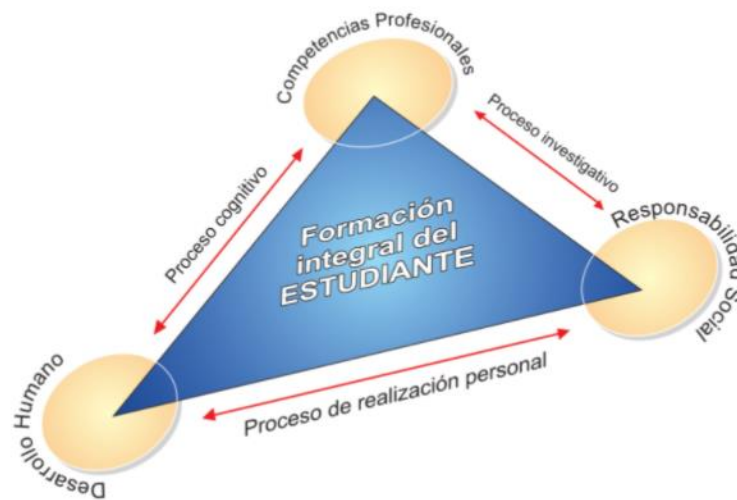 Competencias Profesionales
Proceso investigativo
Proceso cognitivo
Responsabilidad Social
Formación
integral del
ESTUDIANTE
Proceso de realización personal
Desarrollo Humano